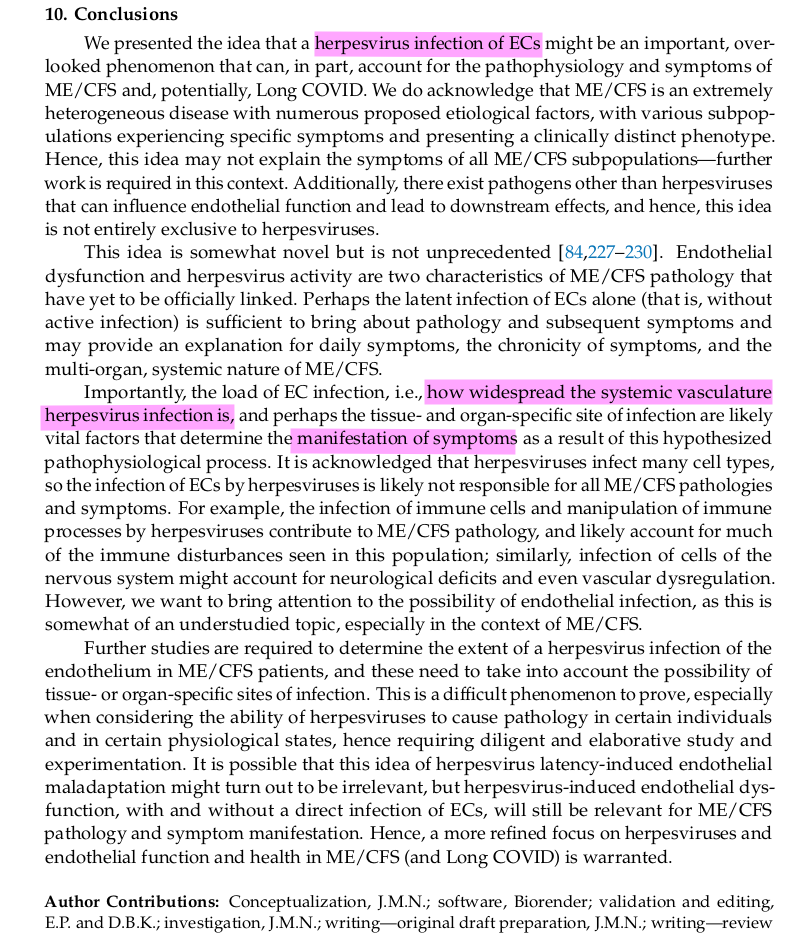 10. Conclusions
We presented the idea that a herpesvirus infection of ECs might be an important, over-
looked phenomenon that can, in part, account for the pathophysiology and symptoms of
ME/CFS and, potentially, Long COVID. We do acknowledge that ME/CFS is an extremely
heterogeneous disease with numerous proposed etiological factors, with various subpop-
ulations experiencing specific symptoms and presenting a clinically distinct phenotype.
Hence, this idea may not explain the symptoms of all ME/CFS subpopulations—further
work is required in this context. Additionally, there exist pathogens other than herpesviruses
that can influence endothelial function and lead to downstream effects, and hence, this idea
is not entirely exclusive to herpesviruses.
This idea is somewhat novel but is not unprecedented [84,227–230]. Endothelial
dysfunction and herpesvirus activity are two characteristics of ME/CFS pathology that
have yet to be officially linked. Perhaps the latent infection of ECs alone (that is, without
active infection) is sufficient to bring about pathology and subsequent symptoms and
may provide an explanation for daily symptoms, the chronicity of symptoms, and the
multi-organ, systemic nature of ME/CFS.
Importantly, the load of EC infection, i.e., how widespread the systemic vasculature
herpesvirus infection is, and perhaps the tissue- and organ-specific site of infection are likely
vital factors that determine the manifestation of symptoms as a result of this hypothesized
pathophysiological process. It is acknowledged that herpesviruses infect many cell types,
so the infection of ECs by herpesviruses is likely not responsible for all ME/CFS pathologies
and symptoms. For example, the infection of immune cells and manipulation of immune
processes by herpesviruses contribute to ME/CFS pathology, and likely account for much
of the immune disturbances seen in this population; similarly, infection of cells of the
nervous system might account for neurological deficits and even vascular dysregulation.
However, we want to bring attention to the possibility of endothelial infection, as this is
somewhat of an understudied topic, especially in the context of ME/CFS.
Further studies are required to determine the extent of a herpesvirus infection of the
endothelium in ME/CFS patients, and these need to take into account the possibility of
tissue- or organ-specific sites of infection. This is a difficult phenomenon to prove, especially
when considering the ability of herpesviruses to cause pathology in certain individuals
and in certain physiological states, hence requiring diligent and elaborative study and
experimentation. It is possible that this idea of herpesvirus latency-induced endothelial
maladaptation might turn out to be irrelevant, but herpesvirus-induced endothelial dys-
function, with and without a direct infection of ECs, will still be relevant for ME/CFS
pathology and symptom manifestation. Hence, a more refined focus on herpesviruses and
endothelial function and health in ME/CFS (and Long COVID) is warranted.
Author Contributions: Conceptualization, J.M.N.; software, Biorender; validation and editing,
E.P. and D.B.K.; investigation, J.M.N.; writing—original draft preparation, J.M.N.; writing—review